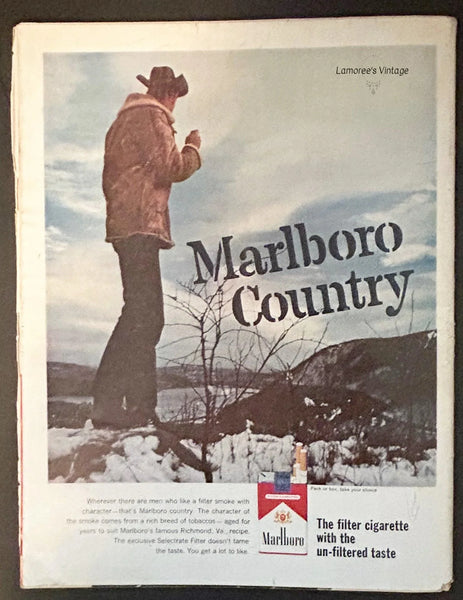 Lamoree's Vintage
Marlboro
Country
Pack or box, take your choice
Wherever there are men who like a filter smoke with
character—that's Marlboro country. The character of
the smoke comes from a rich breed of tobaccos—aged for
years to suit Marlboro's famous Richmond, Va., recipe.
The exclusive Selectrate Filter doesn't tame
the taste. You get a lot to like.
Marlboro
The filter cigarette
with the
un-filtered taste